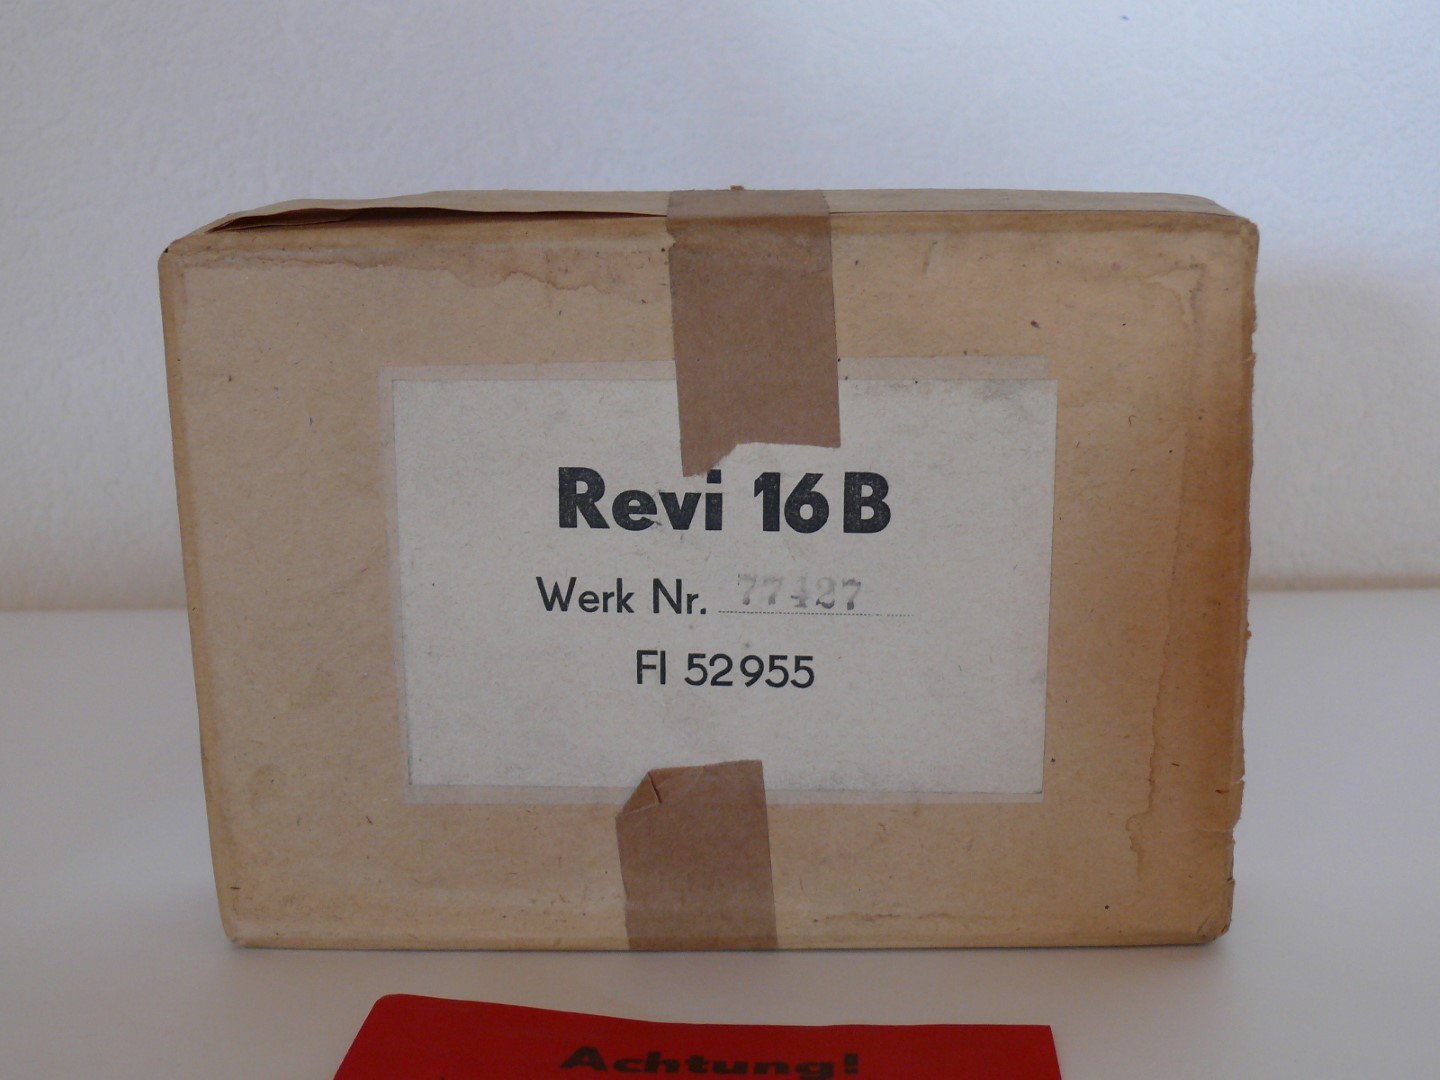 Revi 16 B
Werk Nr. 77427
Fl 52955
Achtung!